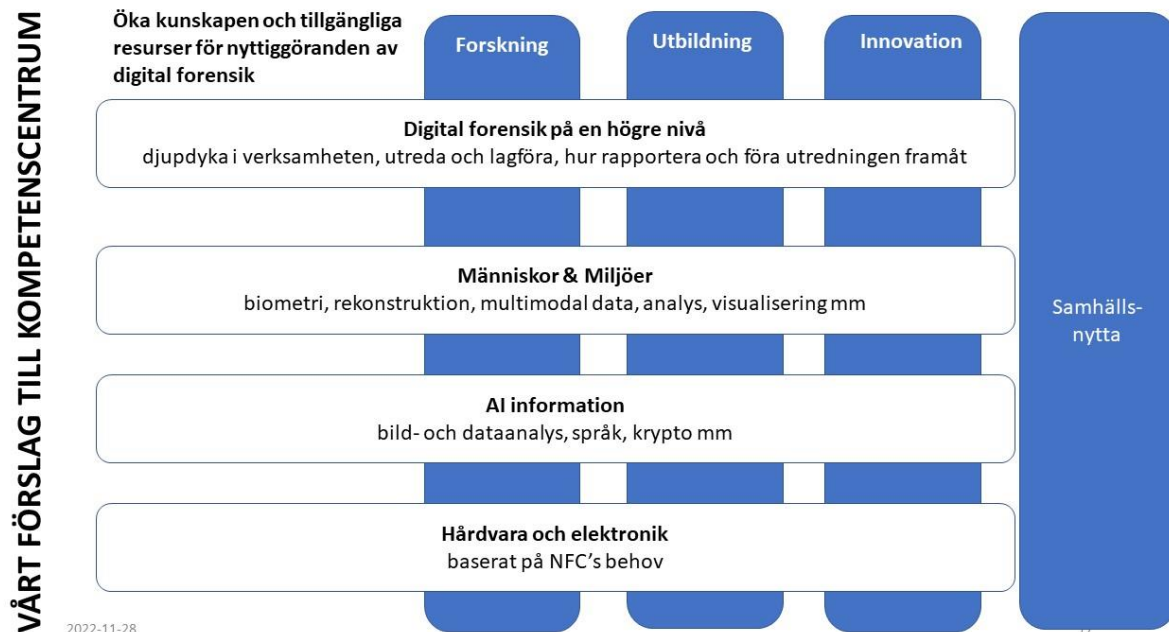 VÅRT FÖRSLAG TILL KOMPETENSCENTRUM
Öka kunskapen och tillgängliga
resurser för nyttiggöranden av
digital forensik
Forskning
Utbildning
Innovation
Digital forensik på en högre nivå
djupdyka i verksamheten, utreda och lagföra, hur rapportera och föra utredningen framåt
Människor & Miljöer
biometri, rekonstruktion, multimodal data, analys, visualisering mm
Samhälls-
nytta
AI information
bild- och dataanalys, språk, krypto mm
Hårdvara och elektronik
baserat på NFC's behov
2022-11-28